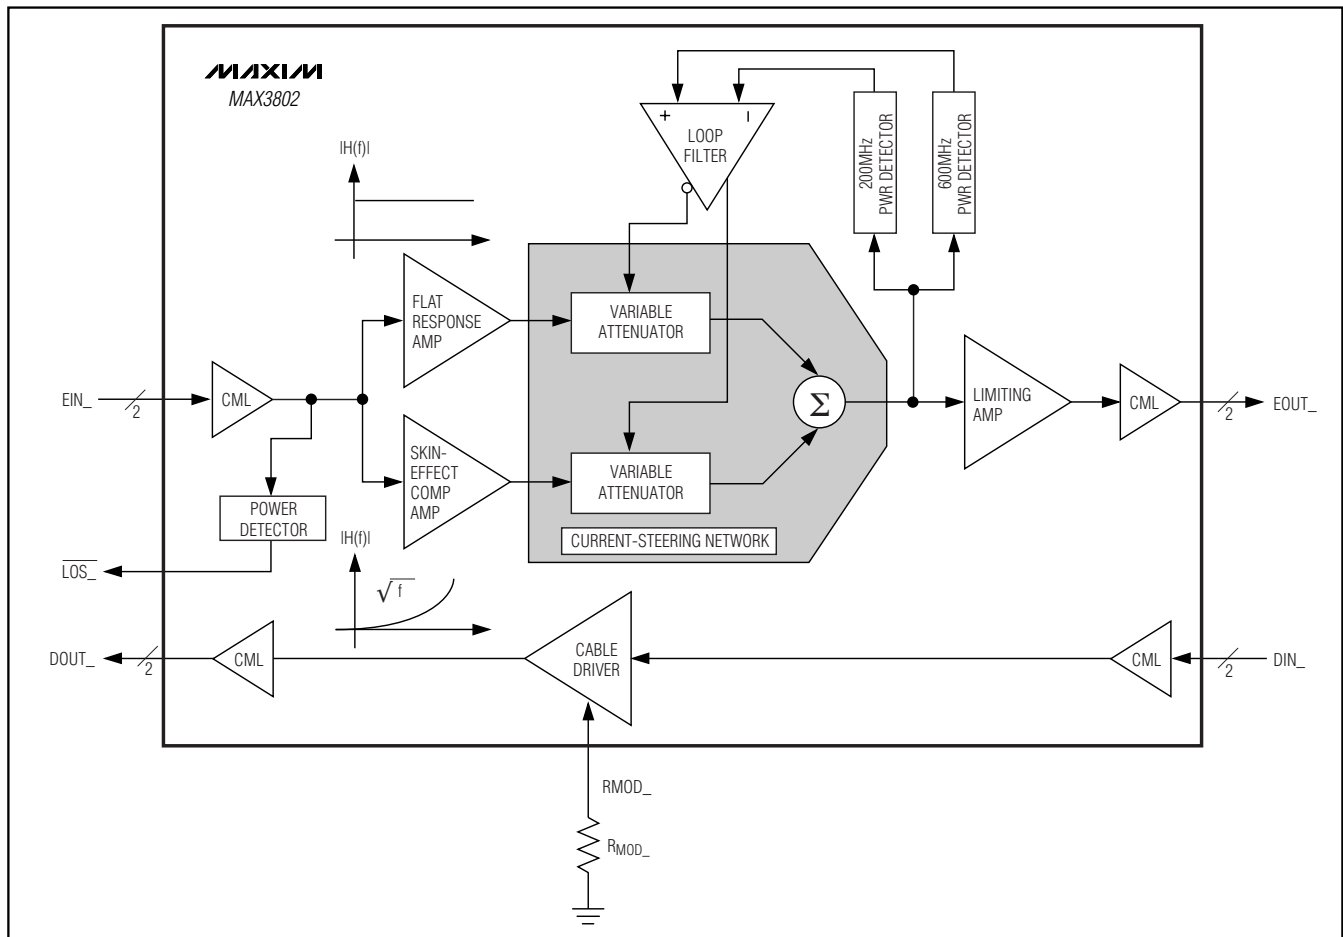 MAXIM
MAX3802
|H(f)|
+
−
LOOP
FILTER
200MHz
PWR DETECTOR
600MHz
PWR DETECTOR
FLAT
RESPONSE
AMP
VARIABLE
ATTENUATOR
EIN_
2
CML
Σ
LIMITING
AMP
CML
2
EOUT_
SKIN-
EFFECT
COMP
AMP
VARIABLE
ATTENUATOR
POWER
DETECTOR
CURRENT-STEERING NETWORK
|H(f)|
LOS_
√f
DOUT_
2
CML
CABLE
DRIVER
CML
2
DIN_
RMOD_
RMOD_